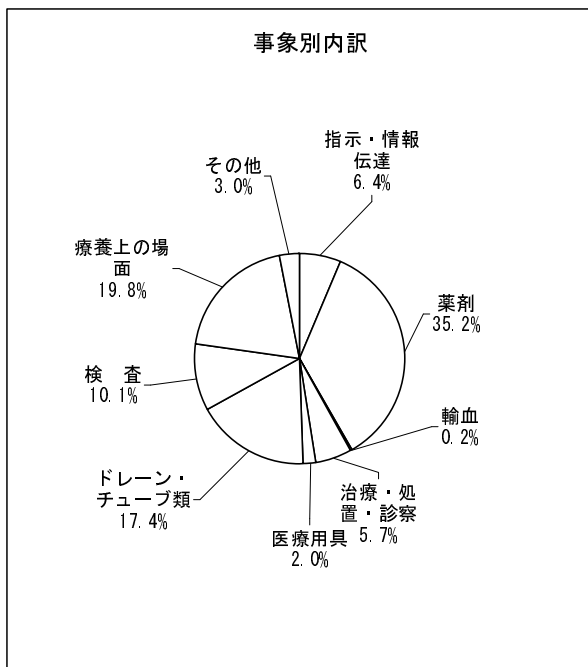 事象別内訳
指示・情報
伝達
6.4%
薬剤
35.2%
輸血
0.2%
治療・処
置・診察
5.7%
医療用具
2.0%
ドレーン・
チューブ類
17.4%
検　査
10.1%
療養上の場
面
19.8%
その他
3.0%